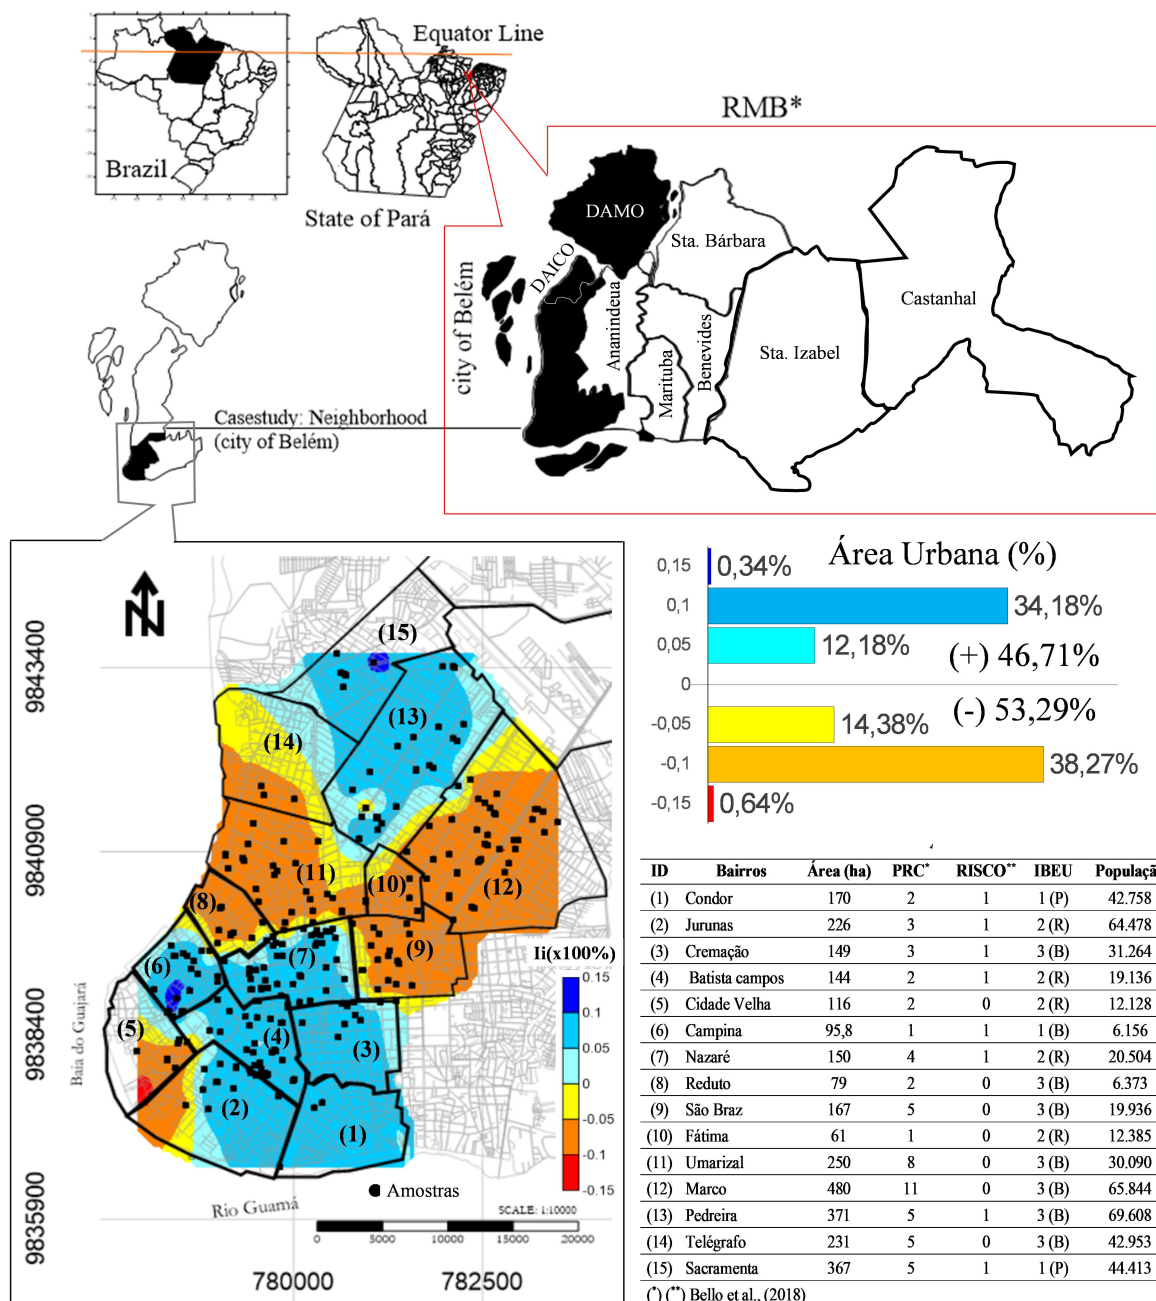 Equator Line
Brazil
State of Pará
RMB*
DAMO
DAICO
Sta. Bárbara
city of Belém
Ananindeua
Marituba
Benevides
Sta. Izabel
Castanhal
Casestudy: Neighborhood
(city of Belém)
N
9843400
9840900
9838400
9835900
780000
782500
(15)
(13)
(14)
(11)
(10)
(12)
(8)
(9)
(7)
(6)
(5)
(4)
(3)
(2)
(1)
Baia do Guajará
Rio Guamá
Amostras
SCALE: 1:10000
0 5000 10000 15000 20000
Ii(x100%)
0.15
0.1
0.05
0
-0.05
-0.1
-0.15
Área Urbana (%)
0,15 0,34%
0,1 34,18%
0,05 12,18%
(+) 46,71%
0
(-) 53,29%
-0,05 14,38%
-0,1 38,27%
-0,15 0,64%
ID Bairros Área (ha) PRC* RISCO** IBEU Populaç
(1) Condor 170 2 1 1 (P) 42.758
(2) Jurunas 226 3 1 2 (R) 64.478
(3) Cremação 149 3 1 3 (B) 31.264
(4) Batista campos 144 2 1 2 (R) 19.136
(5) Cidade Velha 116 2 0 2 (R) 12.128
(6) Campina 95,8 1 1 1 (B) 6.156
(7) Nazaré 150 4 1 2 (R) 20.504
(8) Reduto 79 2 0 3 (B) 6.373
(9) São Braz 167 5 0 3 (B) 19.936
(10) Fátima 61 1 0 2 (R) 12.385
(11) Umarizal 250 8 0 3 (B) 30.090
(12) Marco 480 11 0 3 (B) 65.844
(13) Pedreira 371 5 1 3 (B) 69.608
(14) Telégrafo 231 5 0 3 (B) 42.953
(15) Sacramenta 367 5 1 1 (P) 44.413
(*) (**) Bello et al., (2018)